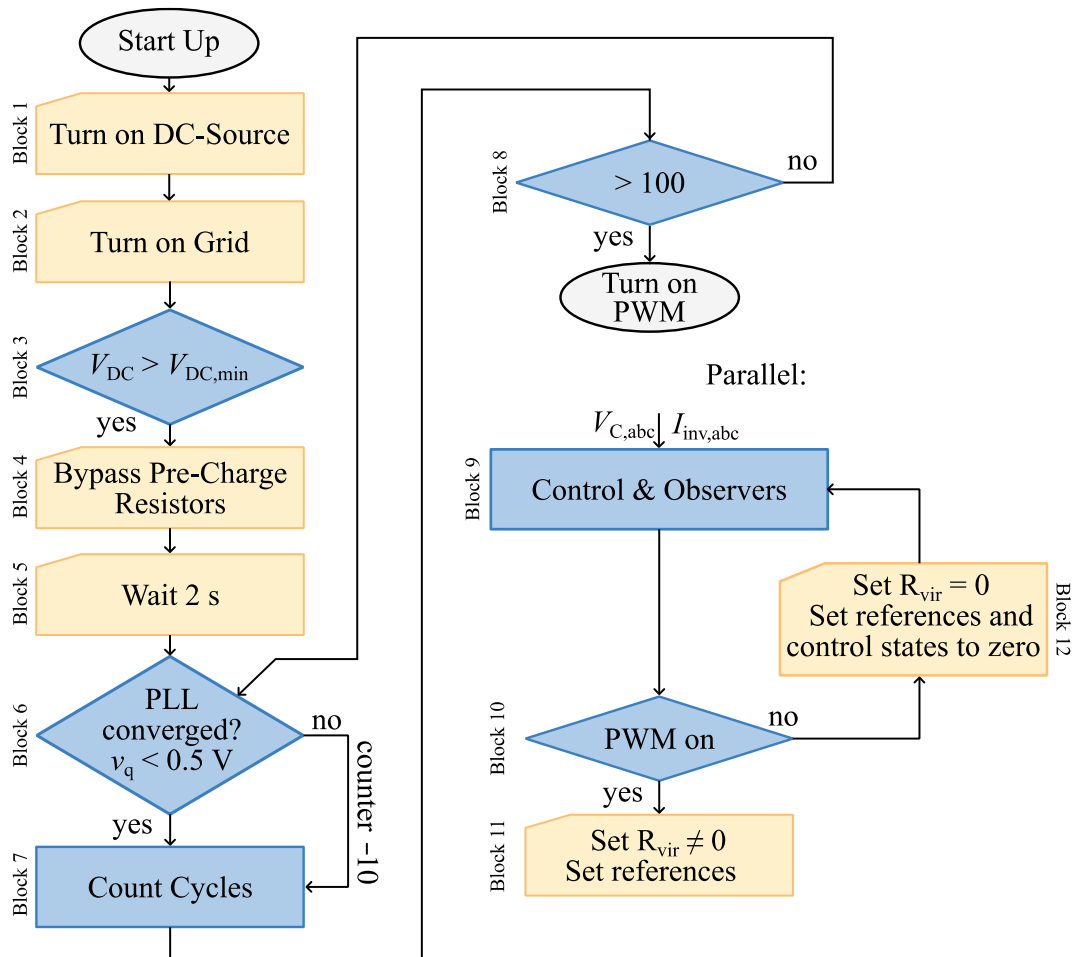 Start Up
Block 1
Turn on DC-Source
Block 2
Turn on Grid
Block 3
V_DC > V_DC,min
yes
Block 4
Bypass Pre-Charge
Resistors
Block 5
Wait 2 s
Block 6
PLL
converged?
v_q < 0.5 V
no
counter −10
yes
Block 7
Count Cycles
Block 8
> 100
no
yes
Turn on
PWM
Parallel:
V_C,abc I_inv,abc
Block 9
Control & Observers
Block 10
PWM on
no
yes
Block 11
Set R_vir ≠ 0
Set references
Block 12
Set R_vir = 0
Set references and
control states to zero